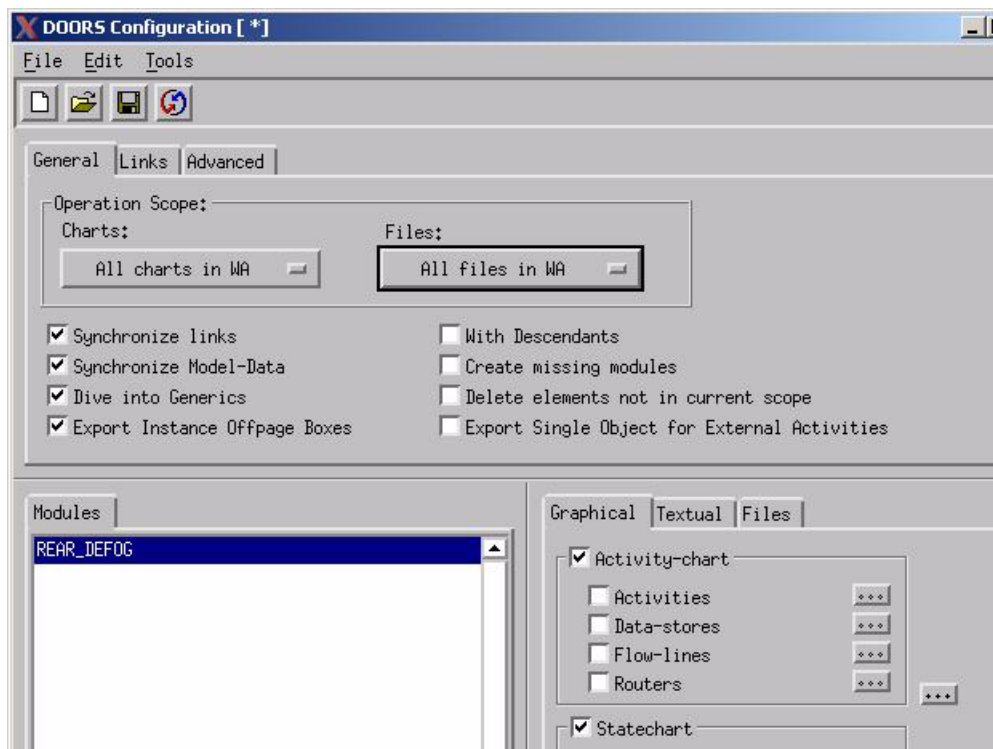 DOORS Configuration [ *]
File Edit Tools
General Links Advanced
Operation Scope:
Charts: Files:
All charts in WA All files in WA
Synchronize links With Descendants
Synchronize Model-Data Create missing modules
Dive into Generics Delete elements not in current scope
Export Instance Offpage Boxes Export Single Object for External Activities
Modules Graphical Textual Files
REAR_DEFOG
Activity-chart
Activities ...
Data-stores ...
Flow-lines ...
Routers ...
...
Statechart